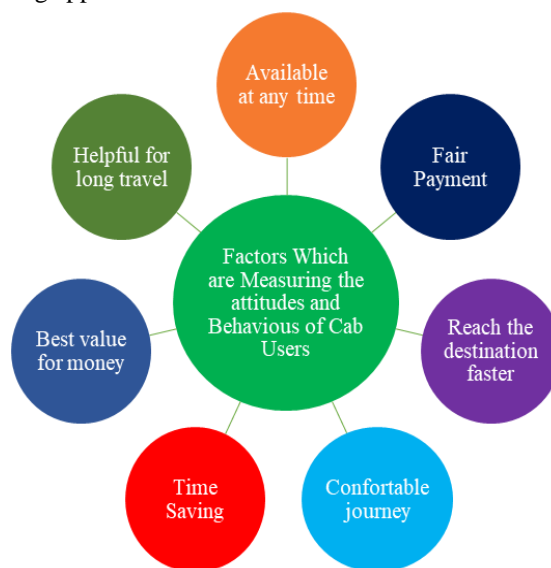 Available
at any time
Fair
Payment
Reach the
destination
faster
Confortable
journey
Time
Saving
Best value
for money
Helpful for
long travel
Factors Which
are Measuring the
attitudes and
Behavious of Cab
Users